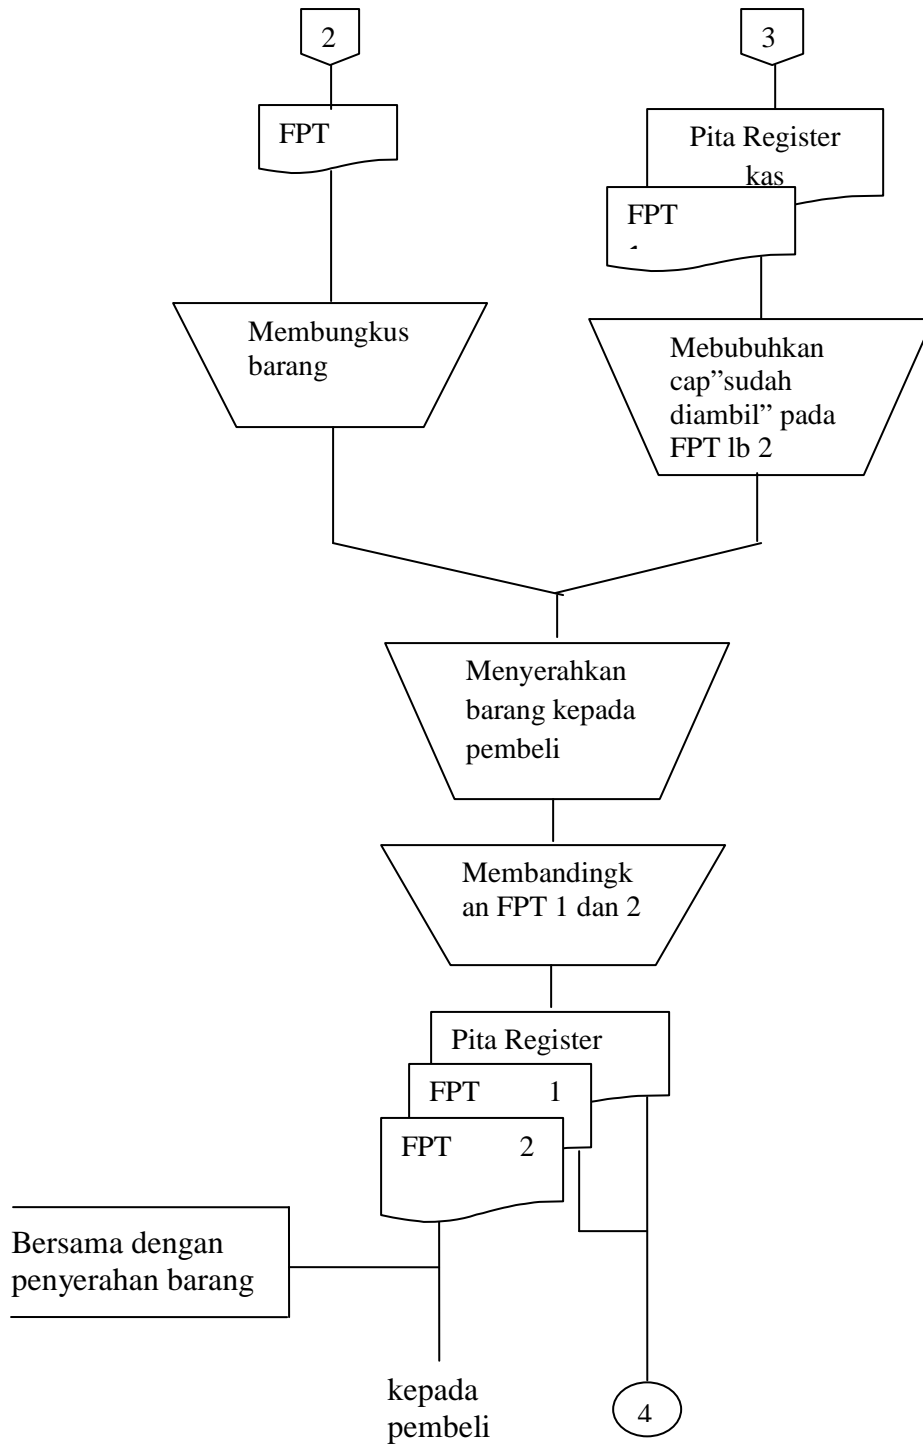 2
3
FPT
Pita Register
kas
FPT
Membungkus
barang
Mebubuhkan
cap”sudah
diambil” pada
FPT lb 2
Menyerahkan
barang kepada
pembeli
Membandingk
an FPT 1 dan 2
Pita Register
FPT 1
FPT 2
Bersama dengan
penyerahan barang
kepada
pembeli
4